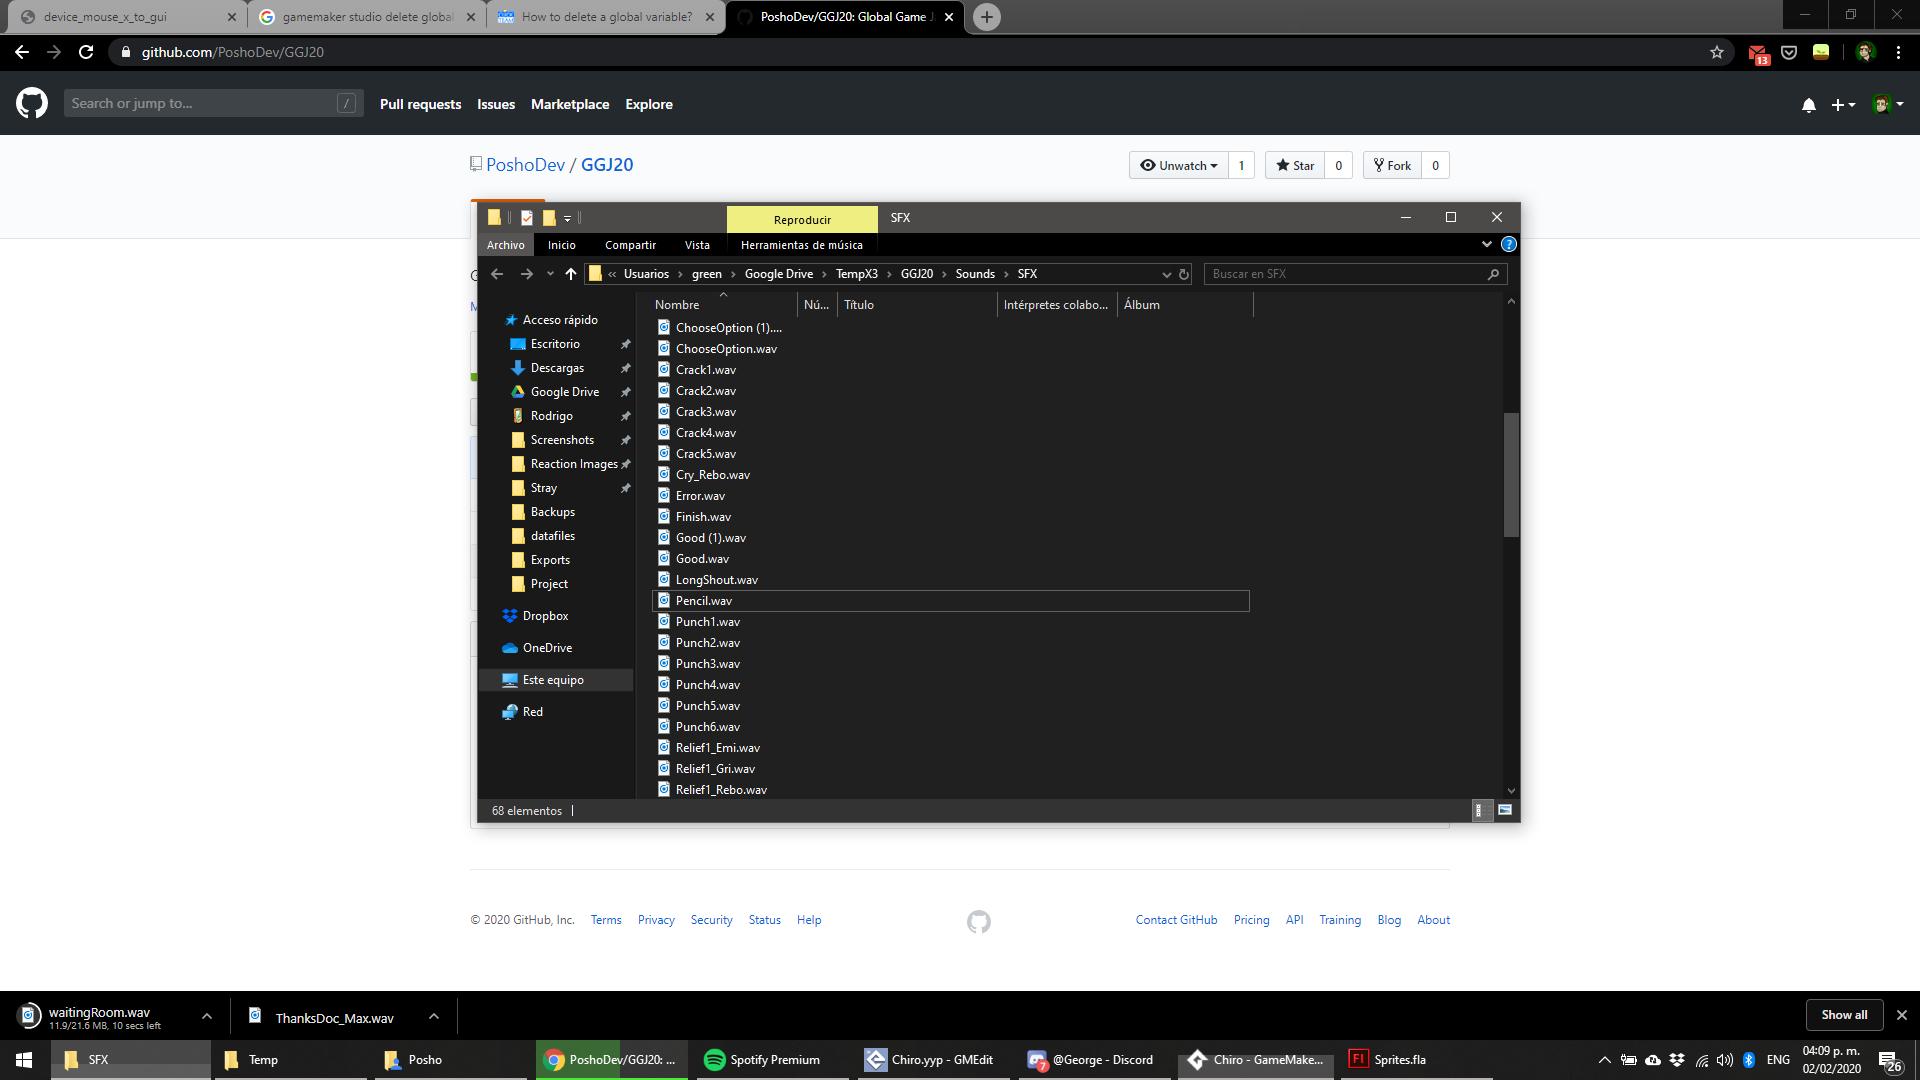 device_mouse_x_to_gui
gamemaker studio delete global
How to delete a global variable?
PoshoDev/GGJ20: Global Game J
github.com/PoshoDev/GGJ20
13
Search or jump to...
/
Pull requests
Issues
Marketplace
Explore
PoshoDev / GGJ20
Unwatch
1
Star
0
Fork
0
Reproducir
SFX
Archivo
Inicio
Compartir
Vista
Herramientas de música
?
« Usuarios > green > Google Drive > TempX3 > GGJ20 > Sounds > SFX
Buscar en SFX
Nombre
Nú...
Título
Intérpretes colabo...
Álbum
Acceso rápido
Escritorio
Descargas
Google Drive
Rodrigo
Screenshots
Reaction Images
Stray
Backups
datafiles
Exports
Project
Dropbox
OneDrive
Este equipo
Red
ChooseOption (1)....
ChooseOption.wav
Crack1.wav
Crack2.wav
Crack3.wav
Crack4.wav
Crack5.wav
Cry_Rebo.wav
Error.wav
Finish.wav
Good (1).wav
Good.wav
LongShout.wav
Pencil.wav
Punch1.wav
Punch2.wav
Punch3.wav
Punch4.wav
Punch5.wav
Punch6.wav
Relief1_Emi.wav
Relief1_Gri.wav
Relief1_Rebo.wav
68 elementos
© 2020 GitHub, Inc.
Terms
Privacy
Security
Status
Help
Contact GitHub
Pricing
API
Training
Blog
About
waitingRoom.wav
11.9/21.6 MB, 10 secs left
ThanksDoc_Max.wav
Show all
SFX
Temp
Posho
PoshoDev/GGJ20: ...
Spotify Premium
Chiro.yyp - GMEdit
7
@George - Discord
Chiro - GameMake...
Fl
Sprites.fla
ENG
04:09 p. m.
02/02/2020
26